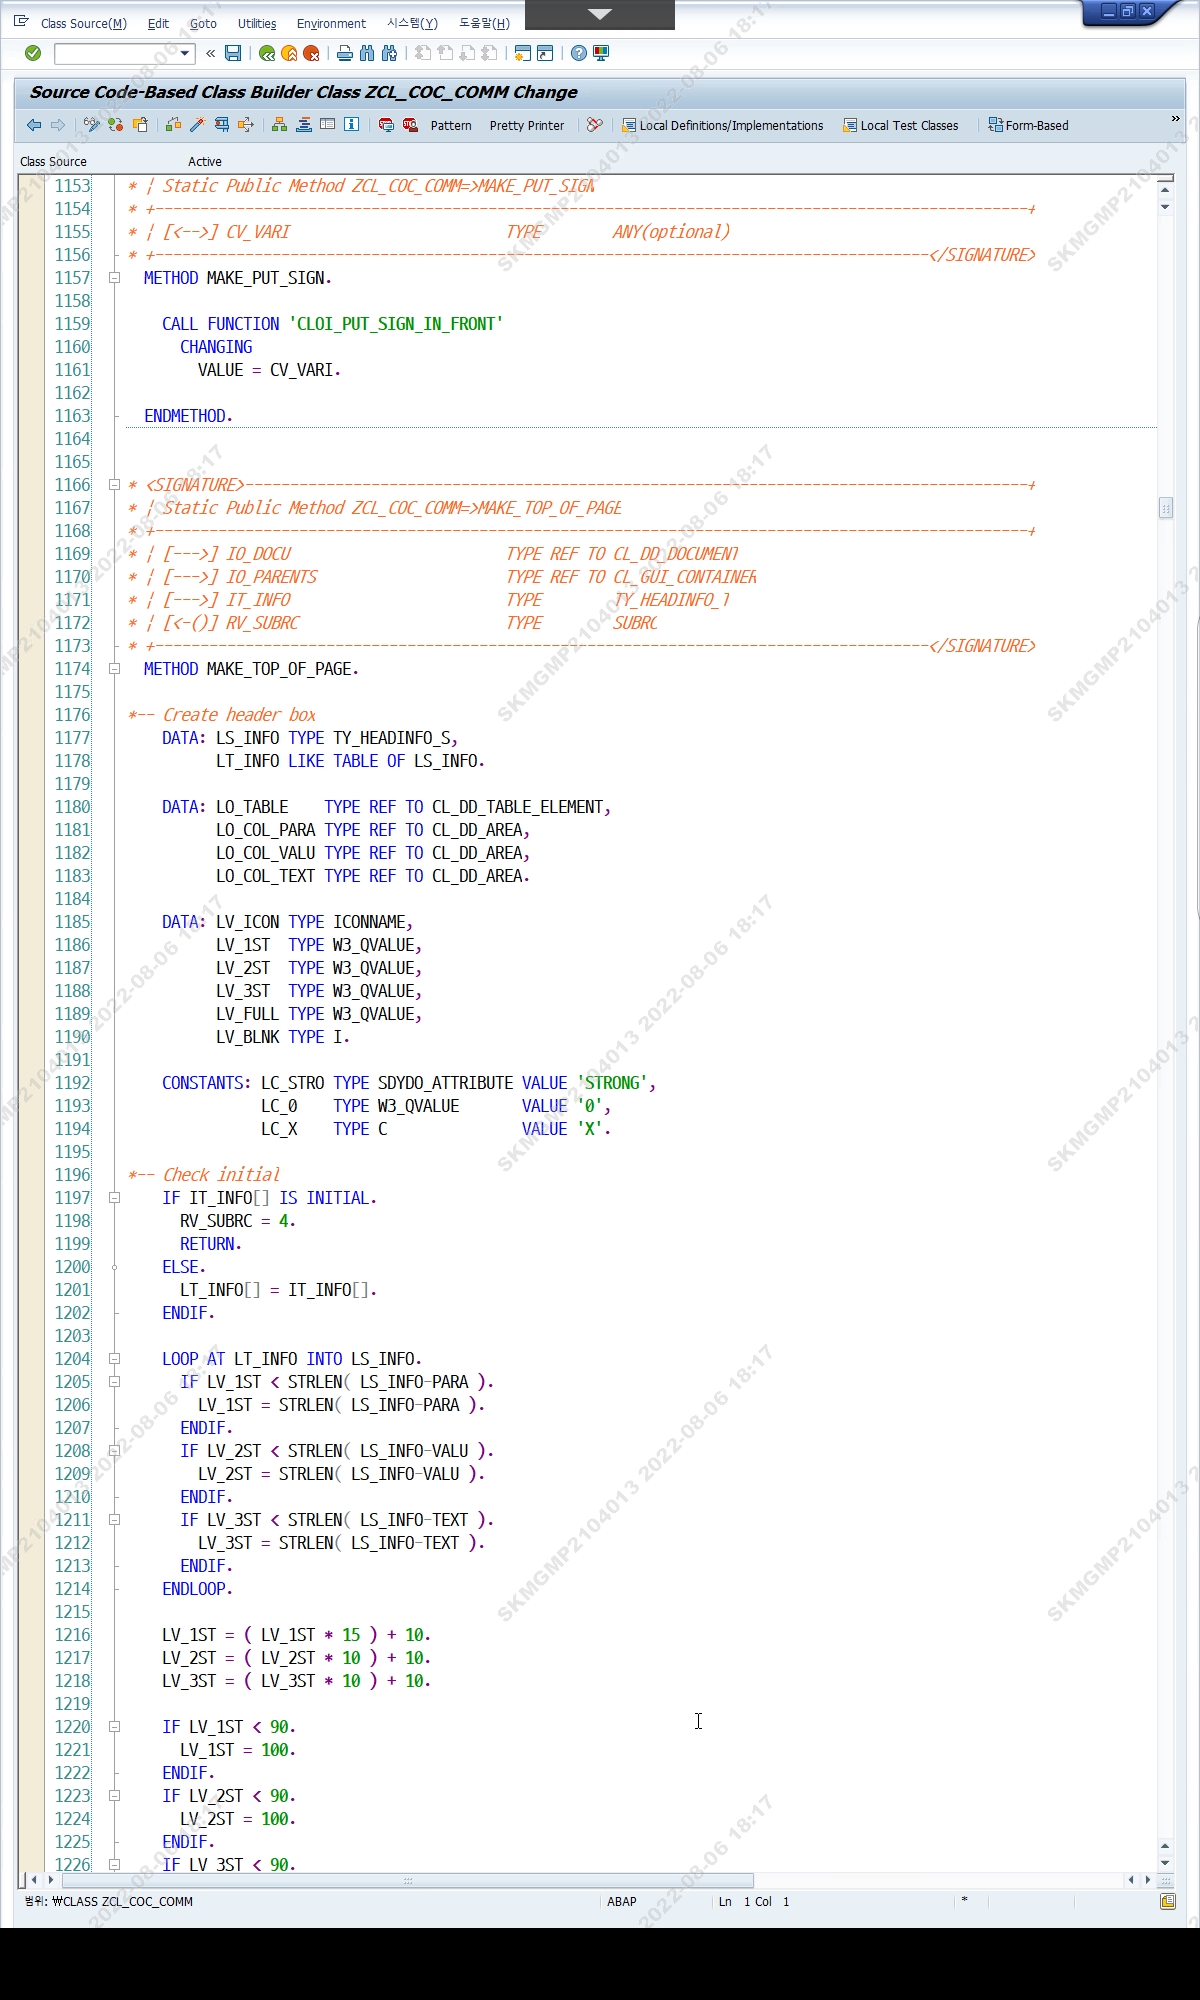 Class Source(M) Edit Goto Utilities Environment 시스템(Y) 도움말(H)
Source Code-Based Class Builder Class ZCL_COC_COMM Change
Pattern Pretty Printer Local Definitions/Implementations Local Test Classes Form-Based »
Class Source Active
1153 * ¦ Static Public Method ZCL_COC_COMM=>MAKE_PUT_SIGN
1154 * +-------------------------------------------------------------------------------------------------+
1155 * ¦ [<-->] CV_VARI TYPE ANY(optional)
1156 * +--------------------------------------------------------------------------------------</SIGNATURE>
1157 METHOD MAKE_PUT_SIGN.
1158
1159 CALL FUNCTION 'CLOI_PUT_SIGN_IN_FRONT'
1160 CHANGING
1161 VALUE = CV_VARI.
1162
1163 ENDMETHOD.
1164
1165
1166 * <SIGNATURE>---------------------------------------------------------------------------------------+
1167 * ¦ Static Public Method ZCL_COC_COMM=>MAKE_TOP_OF_PAGE
1168 * +-------------------------------------------------------------------------------------------------+
1169 * ¦ [--->] IO_DOCU TYPE REF TO CL_DD_DOCUMENT
1170 * ¦ [--->] IO_PARENTS TYPE REF TO CL_GUI_CONTAINER
1171 * ¦ [--->] IT_INFO TYPE TY_HEADINFO_T
1172 * ¦ [<-()] RV_SUBRC TYPE SUBRC
1173 * +--------------------------------------------------------------------------------------</SIGNATURE>
1174 METHOD MAKE_TOP_OF_PAGE.
1175
1176 *-- Create header box
1177 DATA: LS_INFO TYPE TY_HEADINFO_S,
1178 LT_INFO LIKE TABLE OF LS_INFO.
1179
1180 DATA: LO_TABLE TYPE REF TO CL_DD_TABLE_ELEMENT,
1181 LO_COL_PARA TYPE REF TO CL_DD_AREA,
1182 LO_COL_VALU TYPE REF TO CL_DD_AREA,
1183 LO_COL_TEXT TYPE REF TO CL_DD_AREA.
1184
1185 DATA: LV_ICON TYPE ICONNAME,
1186 LV_1ST TYPE W3_QVALUE,
1187 LV_2ST TYPE W3_QVALUE,
1188 LV_3ST TYPE W3_QVALUE,
1189 LV_FULL TYPE W3_QVALUE,
1190 LV_BLNK TYPE I.
1191
1192 CONSTANTS: LC_STRO TYPE SDYDO_ATTRIBUTE VALUE 'STRONG',
1193 LC_0 TYPE W3_QVALUE VALUE '0',
1194 LC_X TYPE C VALUE 'X'.
1195
1196 *-- Check initial
1197 IF IT_INFO[] IS INITIAL.
1198 RV_SUBRC = 4.
1199 RETURN.
1200 ELSE.
1201 LT_INFO[] = IT_INFO[].
1202 ENDIF.
1203
1204 LOOP AT LT_INFO INTO LS_INFO.
1205 IF LV_1ST < STRLEN( LS_INFO-PARA ).
1206 LV_1ST = STRLEN( LS_INFO-PARA ).
1207 ENDIF.
1208 IF LV_2ST < STRLEN( LS_INFO-VALU ).
1209 LV_2ST = STRLEN( LS_INFO-VALU ).
1210 ENDIF.
1211 IF LV_3ST < STRLEN( LS_INFO-TEXT ).
1212 LV_3ST = STRLEN( LS_INFO-TEXT ).
1213 ENDIF.
1214 ENDLOOP.
1215
1216 LV_1ST = ( LV_1ST * 15 ) + 10.
1217 LV_2ST = ( LV_2ST * 10 ) + 10.
1218 LV_3ST = ( LV_3ST * 10 ) + 10.
1219
1220 IF LV_1ST < 90.
1221 LV_1ST = 100.
1222 ENDIF.
1223 IF LV_2ST < 90.
1224 LV_2ST = 100.
1225 ENDIF.
1226 IF LV_3ST < 90.
범위: ₩CLASS ZCL_COC_COMM ABAP Ln 1 Col 1 *
SKMGMP2104013 2022-08-06 18:17